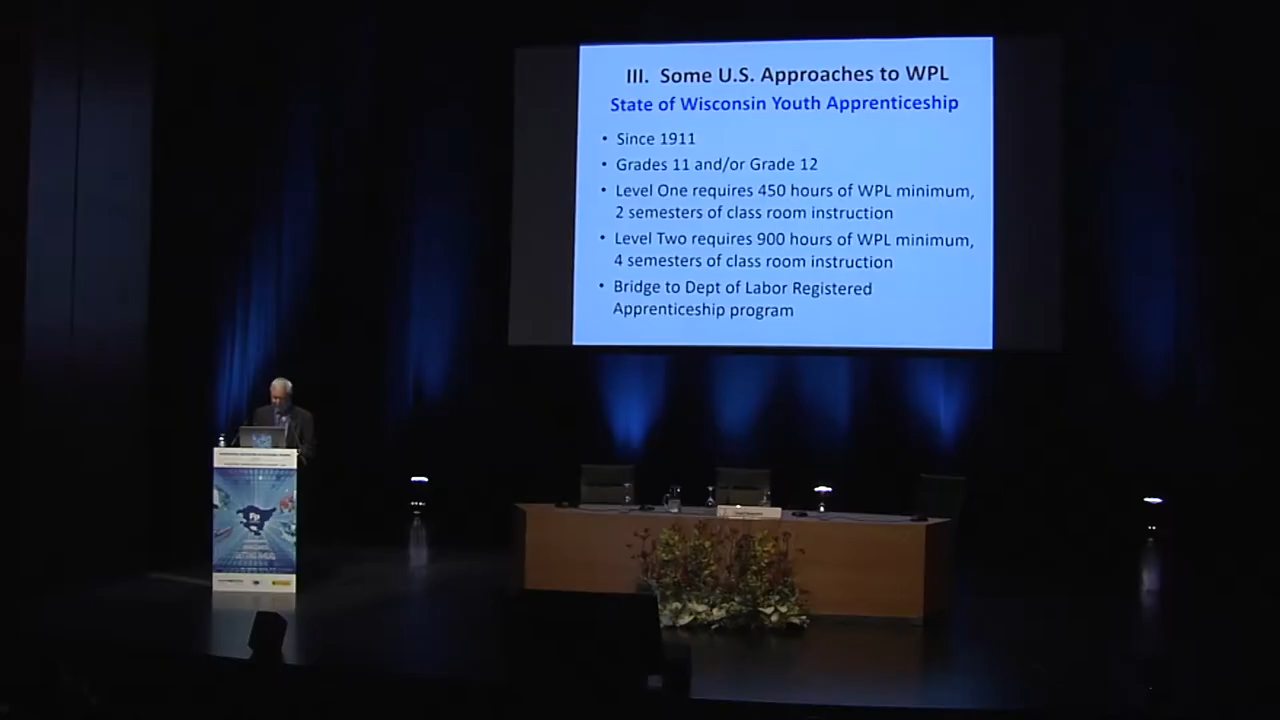 III. Some U.S. Approaches to WPL
State of Wisconsin Youth Apprenticeship
• Since 1911
• Grades 11 and/or Grade 12
• Level One requires 450 hours of WPL minimum,
2 semesters of class room instruction
• Level Two requires 900 hours of WPL minimum,
4 semesters of class room instruction
• Bridge to Dept of Labor Registered
Apprenticeship program